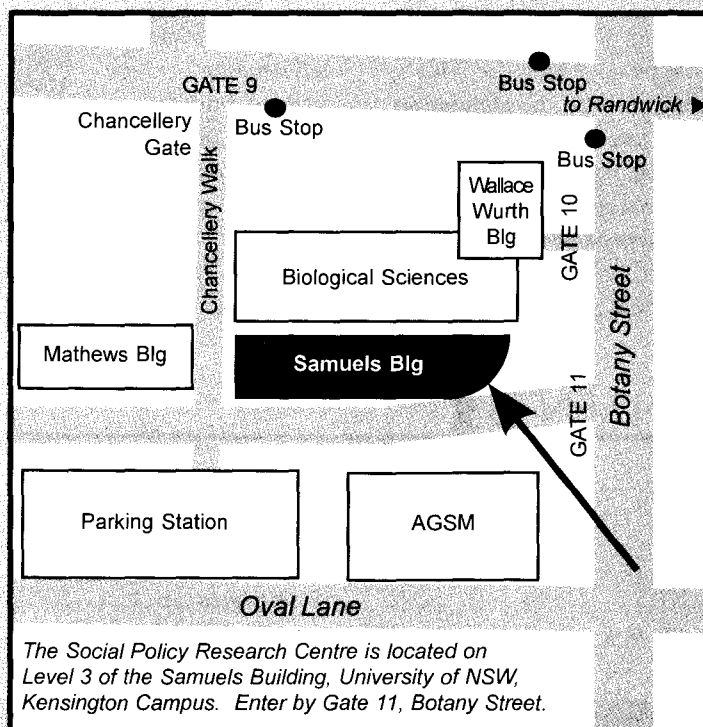 GATE 9
Bus Stop
to Randwick
Chancellery
Gate
Bus Stop
Bus Stop
Chancellery Walk
Wallace
Wurth
Blg
GATE 10
Biological Sciences
Botany Street
Mathews Blg
Samuels Blg
GATE 11
Parking Station
AGSM
Oval Lane
The Social Policy Research Centre is located on
Level 3 of the Samuels Building, University of NSW,
Kensington Campus. Enter by Gate 11, Botany Street.